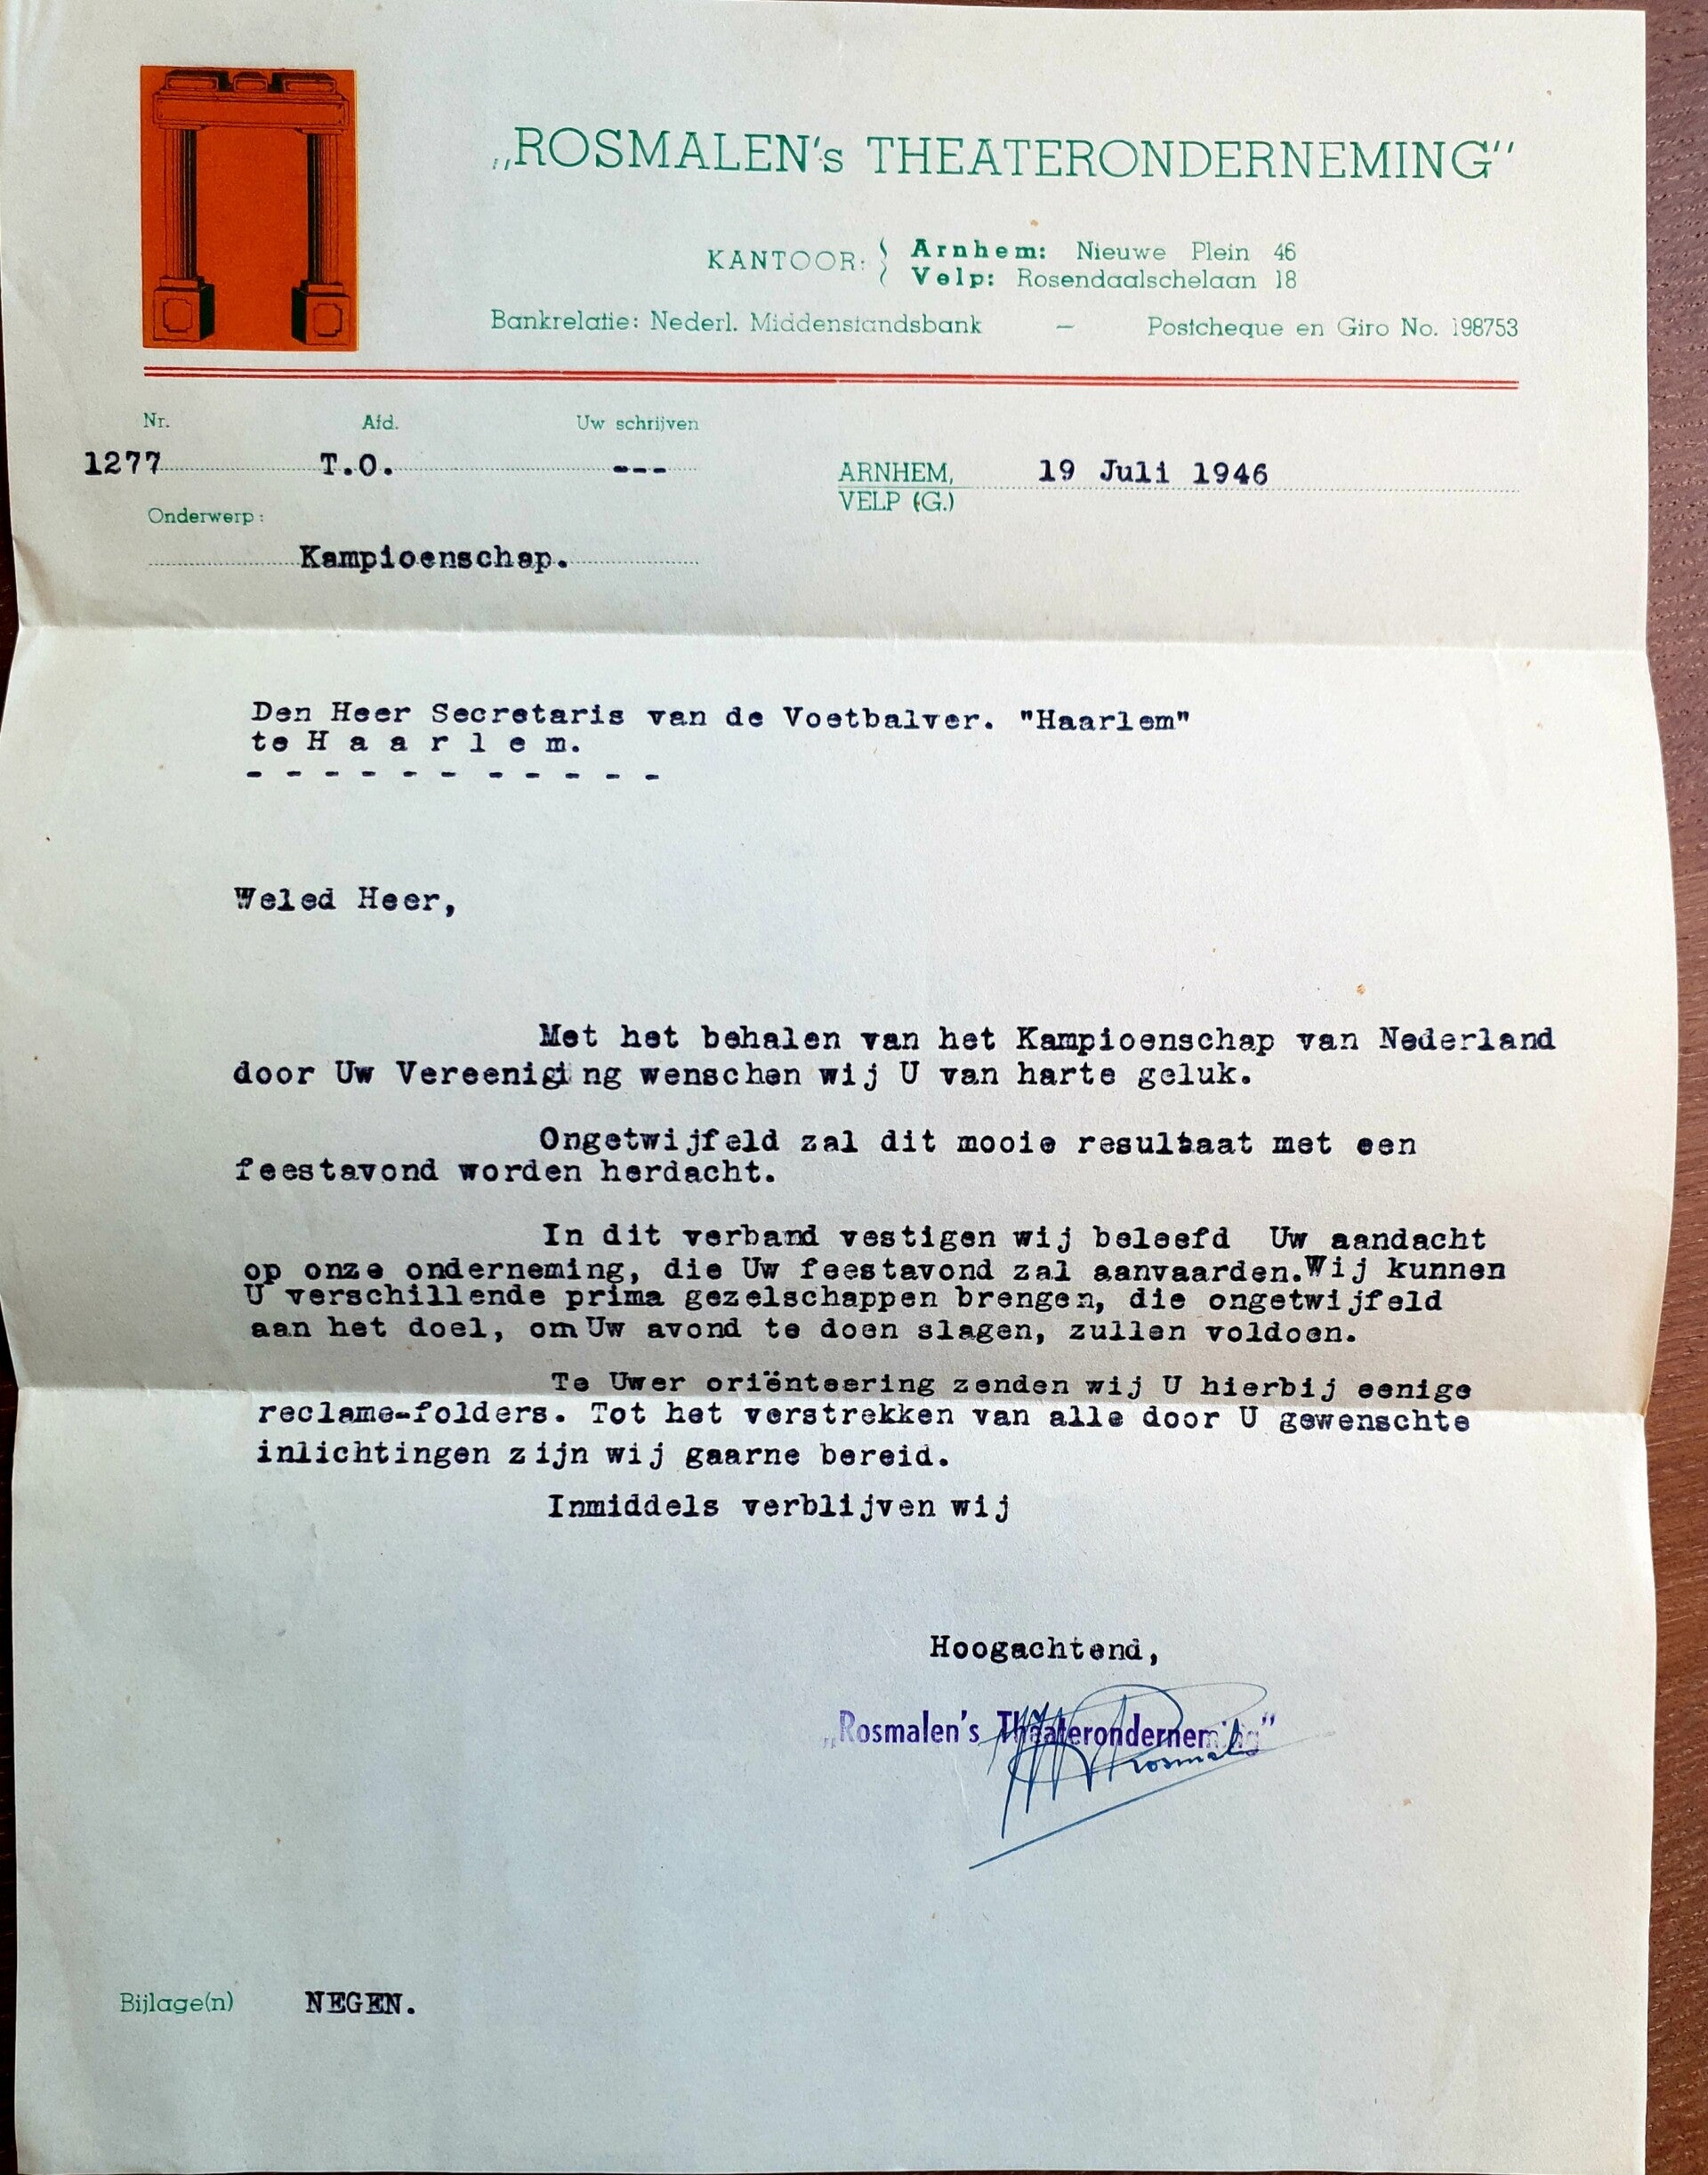 „ROSMALEN's THEATERONDERNEMING”
KANTOOR: Arnhem: Nieuwe Plein 46
Velp: Rosendaalschelaan 18
Bankrelatie: Nederl. Middenstandsbank — Postcheque en Giro No. 198753
Nr. Afd. Uw schrijven
1277 T.O. ---
ARNHEM, 19 Juli 1946
VELP (G.)
Onderwerp:
Kampioenschap.
Den Heer Secretaris van de Voetbalver. "Haarlem"
te H a a r l e m.
- - - - - - - - - - -
Weled Heer,
Met het behalen van het Kampioenschap van Nederland
door Uw Vereeniging wenschen wij U van harte geluk.
Ongetwijfeld zal dit mooie resultaat met een
feestavond worden herdacht.
In dit verband vestigen wij beleefd Uw aandacht
op onze onderneming, die Uw feestavond zal aanvaarden.Wij kunnen
U verschillende prima gezelschappen brengen, die ongetwijfeld
aan het doel, om Uw avond te doen slagen, zullen voldoen.
Te Uwer oriënteering zenden wij U hierbij eenige
reclame-folders. Tot het verstrekken van alle door U gewenschte
inlichtingen zijn wij gaarne bereid.
Inmiddels verblijven wij
Hoogachtend,
„Rosmalen's Theateronderneming”
Bijlage(n) NEGEN.